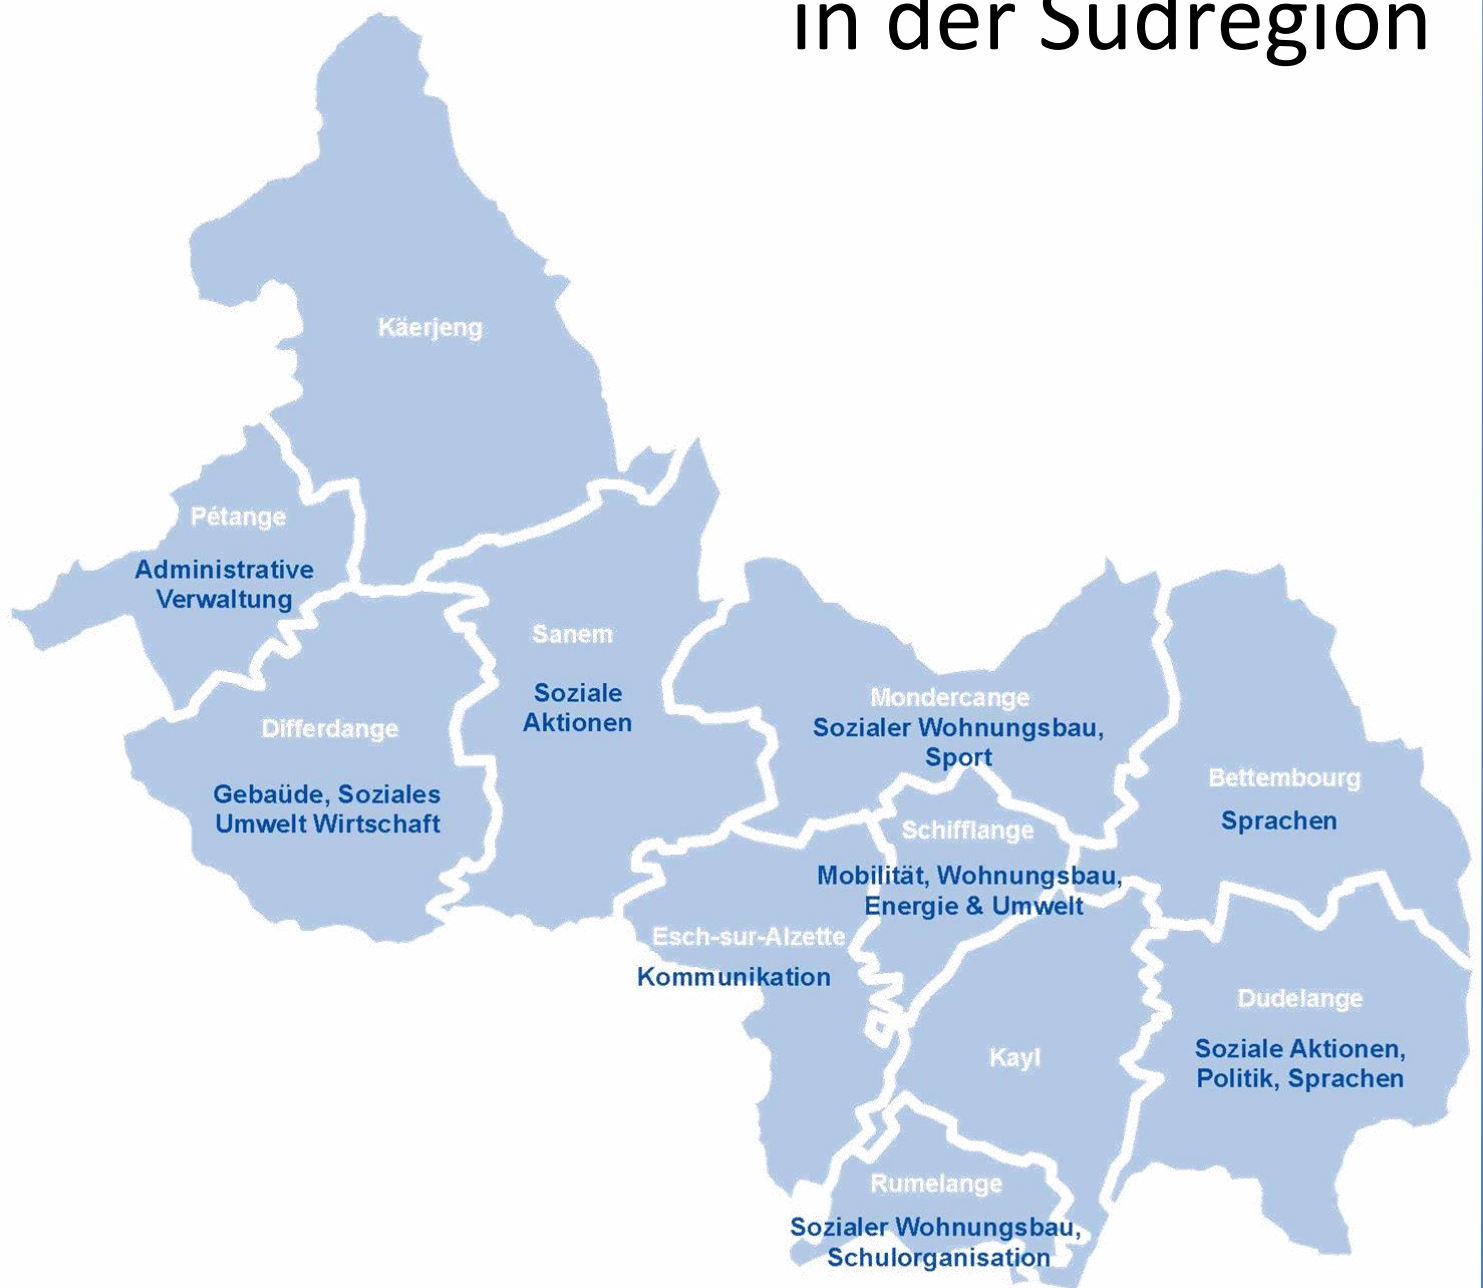 in der Südregion
Käerjeng
Pétange
Administrative
Verwaltung
Sanem
Soziale
Aktionen
Differdange
Gebaüde, Soziales
Umwelt Wirtschaft
Mondercange
Sozialer Wohnungsbau,
Sport
Bettembourg
Sprachen
Schifflange
Mobilität, Wohnungsbau,
Energie & Umwelt
Esch-sur-Alzette
Kommunikation
Dudelange
Soziale Aktionen,
Politik, Sprachen
Kayl
Rumelange
Sozialer Wohnungsbau,
Schulorganisation